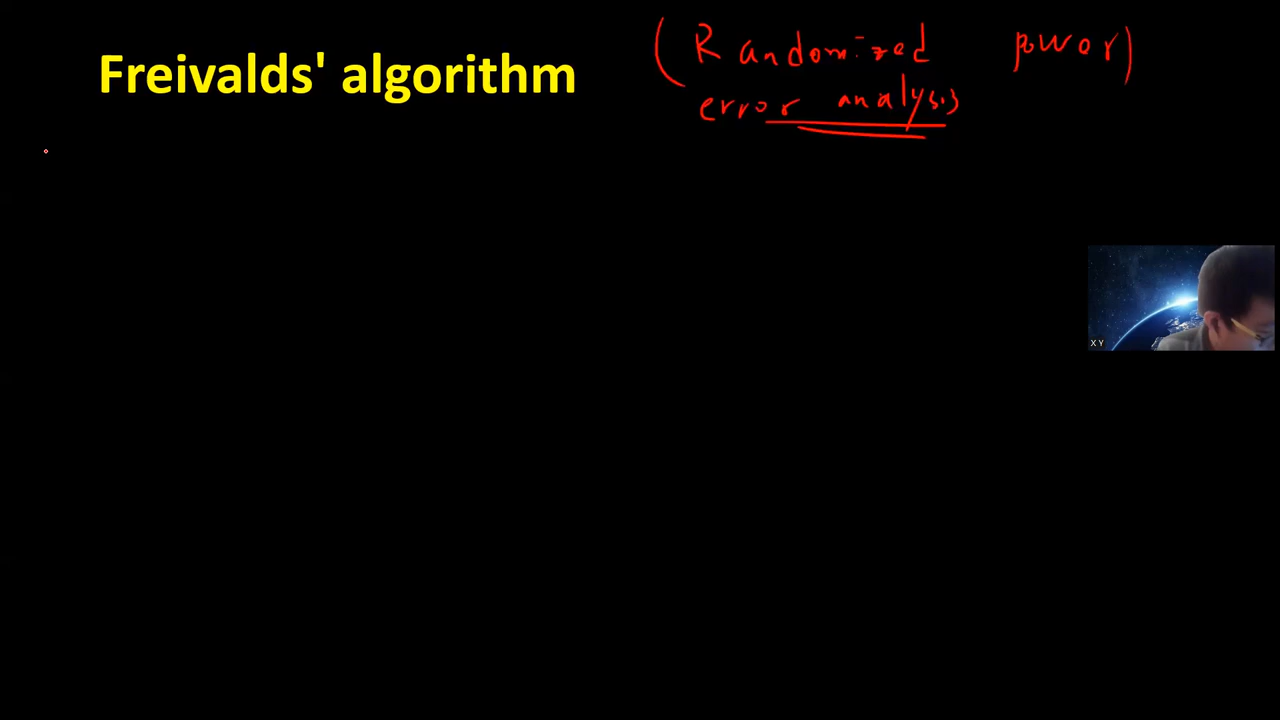 Freivalds' algorithm
(Randomized power)
error analysis
X Y